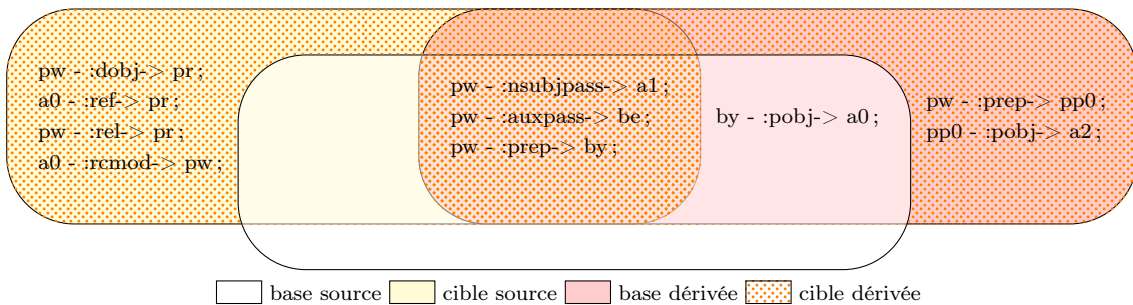 pw - :dobj-> pr ;
a0 - :ref-> pr ;
pw - :rel-> pr ;
a0 - :rcmod-> pw ;
pw - :nsubjpass-> a1 ;
pw - :auxpass-> be ;
pw - :prep-> by ;
by - :pobj-> a0 ;
pw - :prep-> pp0 ;
pp0 - :pobj-> a2 ;
base source cible source base dérivée cible dérivée